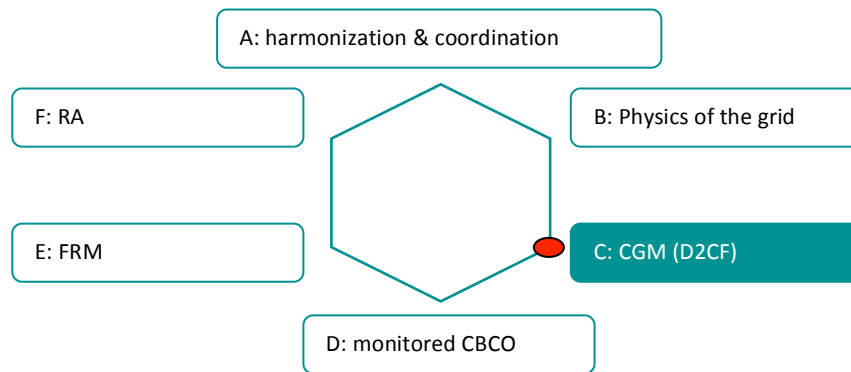 A: harmonization & coordination
F: RA
B: Physics of the grid
E: FRM
C: CGM (D2CF)
D: monitored CBCO